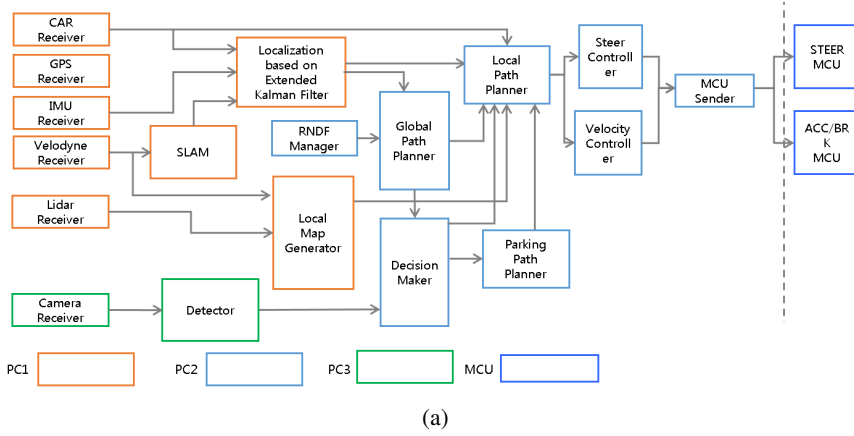 CAR
Receiver
GPS
Receiver
IMU
Receiver
Velodyne
Receiver
Lidar
Receiver
Camera
Receiver
SLAM
Detector
Localization
based on
Extended
Kalman Filter
RNDF
Manager
Local
Map
Generator
Global
Path
Planner
Decision
Maker
Local
Path
Planner
Parking
Path
Planner
Steer
Controll
er
Velocity
Controll
er
MCU
Sender
STEER
MCU
ACC/BR
K
MCU
PC1
PC2
PC3
MCU
(a)